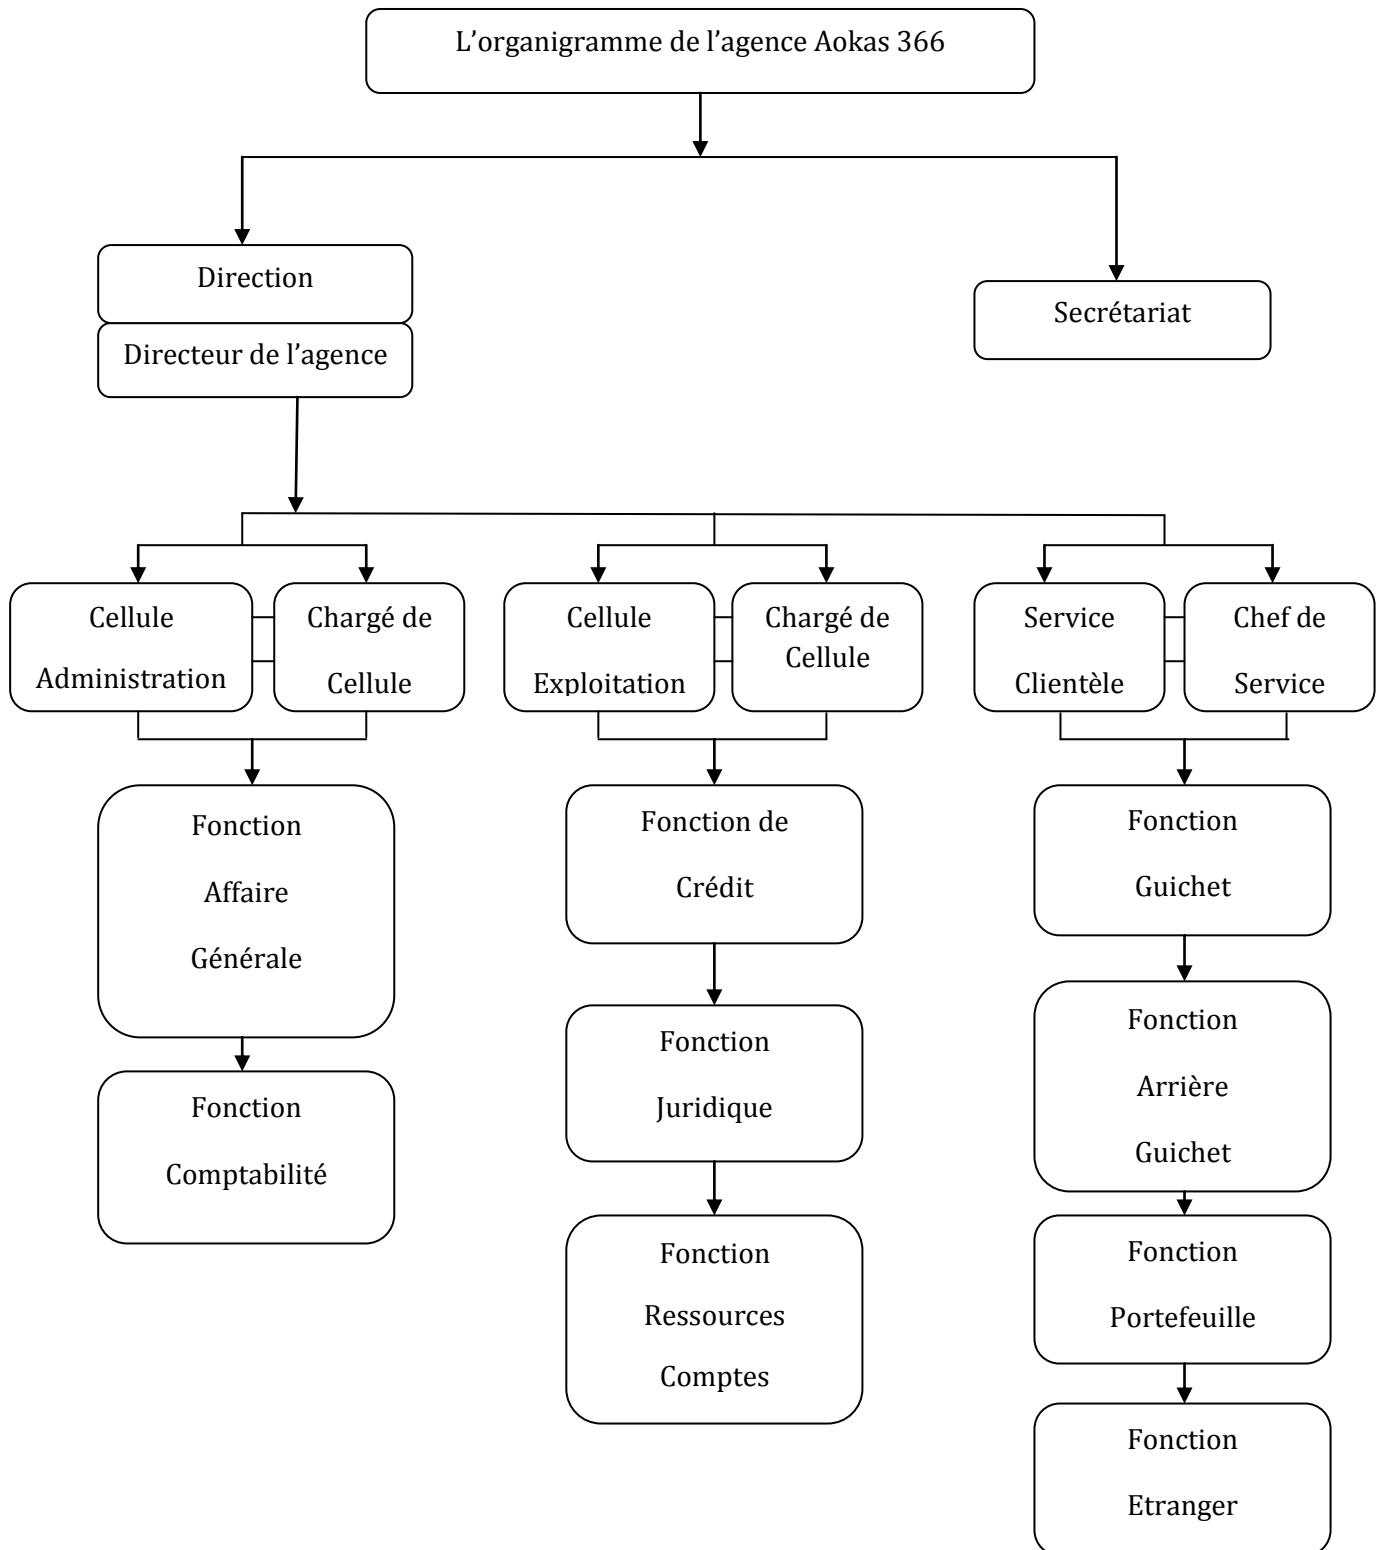 L’organigramme de l’agence Aokas 366
Direction
Directeur de l’agence
Secrétariat
Cellule
Administration
Chargé de
Cellule
Cellule
Exploitation
Chargé de
Cellule
Service
Clientèle
Chef de
Service
Fonction
Affaire
Générale
Fonction
Comptabilité
Fonction de
Crédit
Fonction
Juridique
Fonction
Ressources
Comptes
Fonction
Guichet
Fonction
Arrière
Guichet
Fonction
Portefeuille
Fonction
Etranger